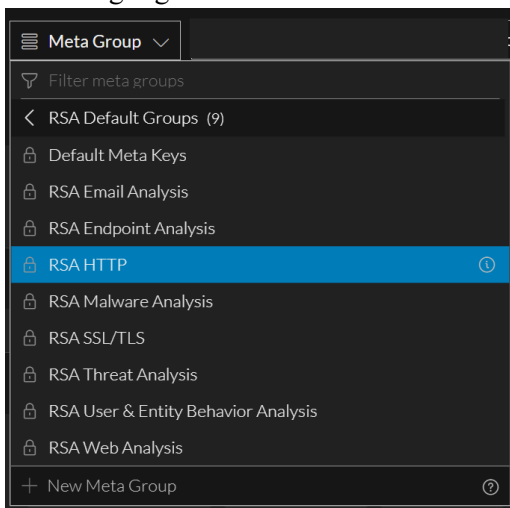 Meta Group
Filter meta groups
RSA Default Groups (9)
Default Meta Keys
RSA Email Analysis
RSA Endpoint Analysis
RSA HTTP
RSA Malware Analysis
RSA SSL/TLS
RSA Threat Analysis
RSA User & Entity Behavior Analysis
RSA Web Analysis
+ New Meta Group